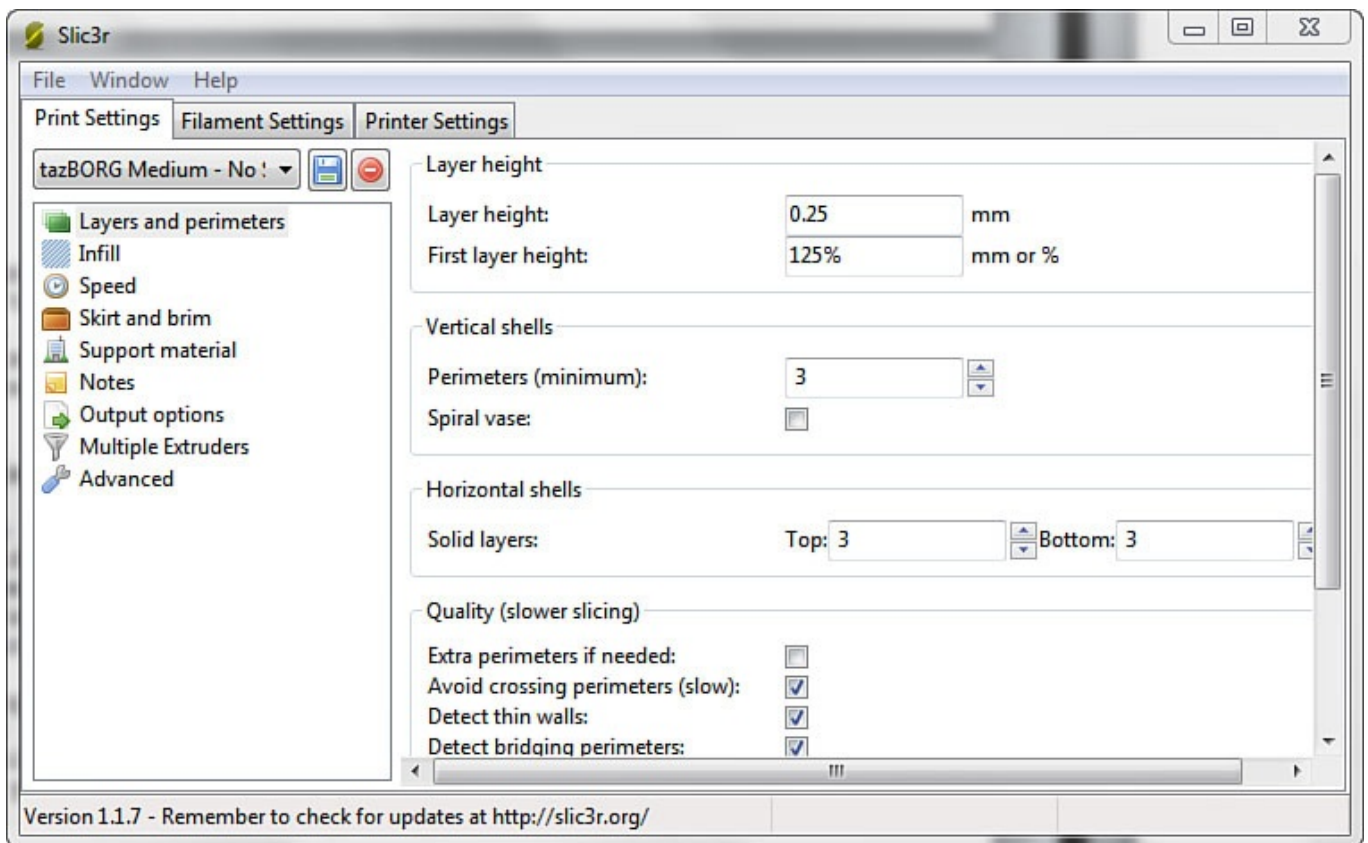 Slic3r
File Window Help
Print Settings Filament Settings Printer Settings
tazBORG Medium - No
Layers and perimeters
Infill
Speed
Skirt and brim
Support material
Notes
Output options
Multiple Extruders
Advanced
Layer height
Layer height: 0.25 mm
First layer height: 125% mm or %
Vertical shells
Perimeters (minimum): 3
Spiral vase:
Horizontal shells
Solid layers: Top: 3 Bottom: 3
Quality (slower slicing)
Extra perimeters if needed:
Avoid crossing perimeters (slow):
Detect thin walls:
Detect bridging perimeters:
Version 1.1.7 - Remember to check for updates at http://slic3r.org/